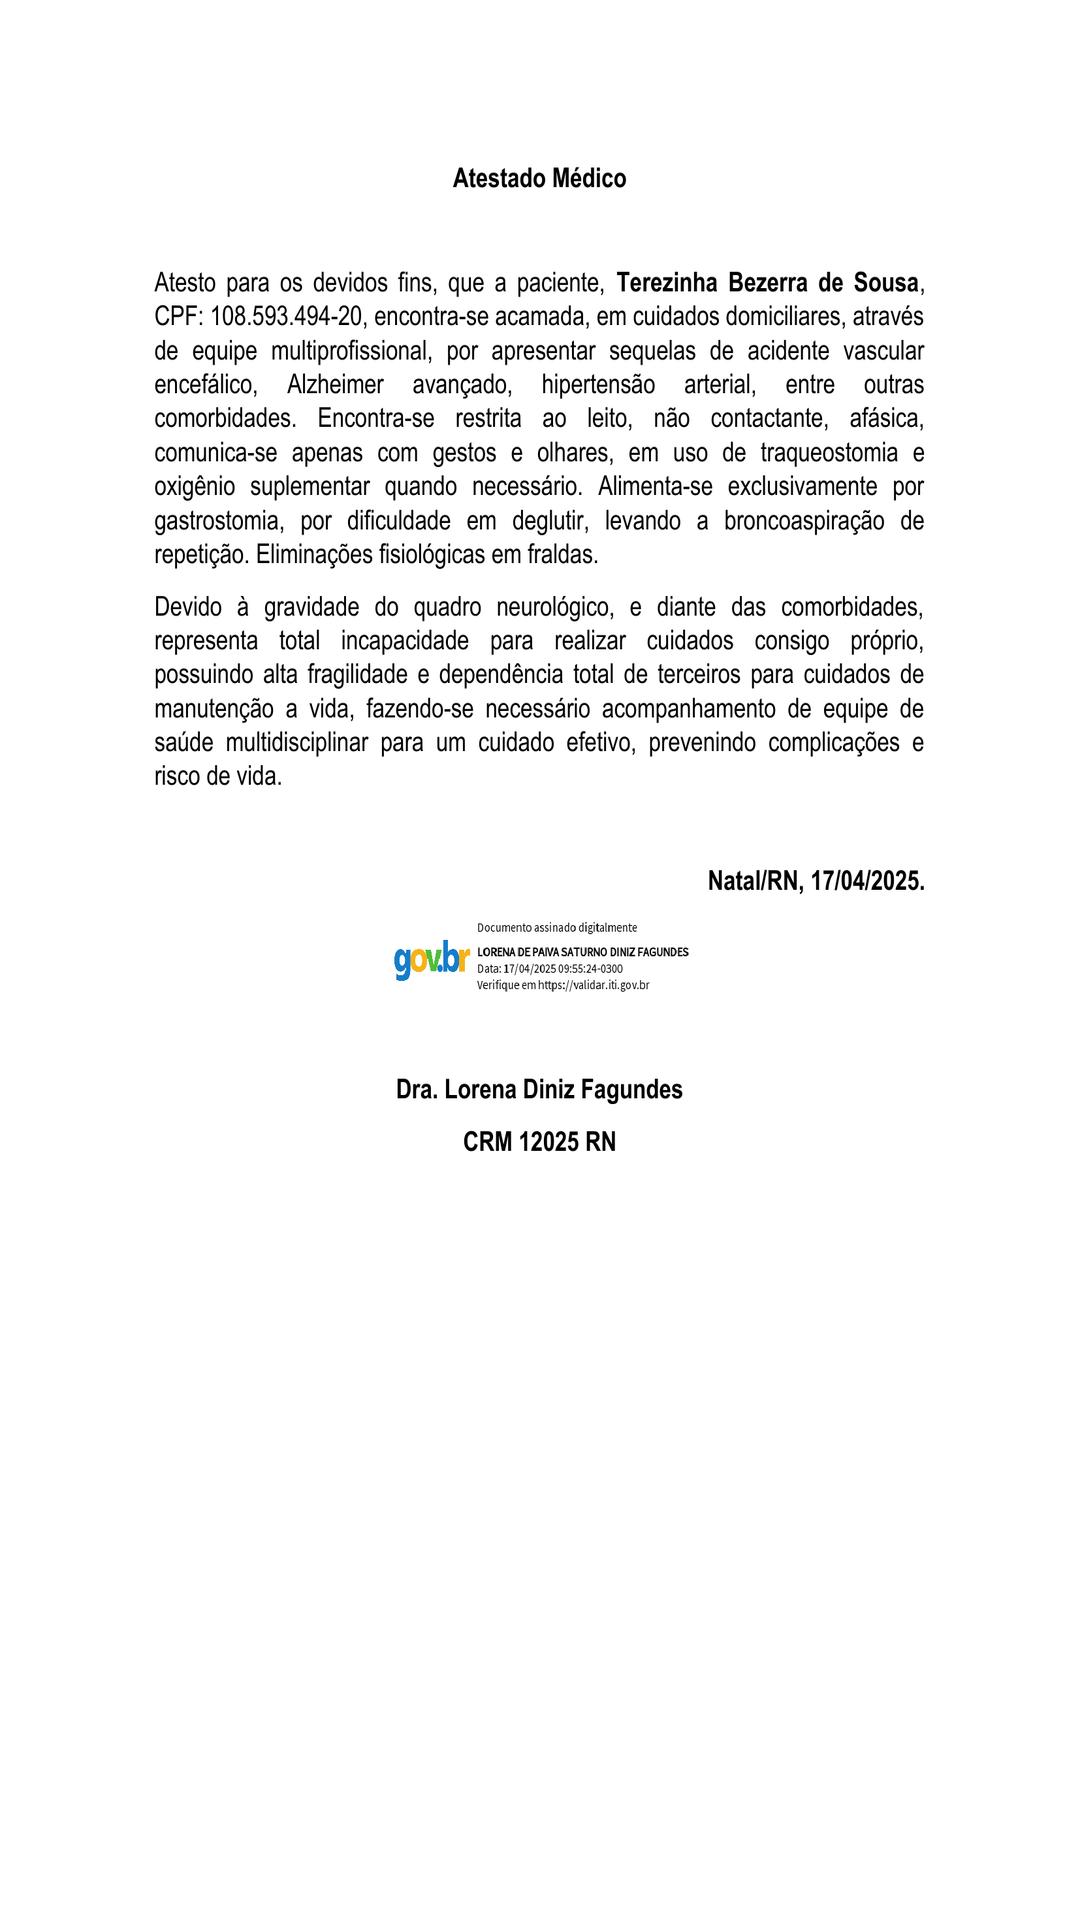 Atestado Médico
Atesto para os devidos fins, que a paciente, Terezinha Bezerra de Sousa,
CPF: 108.593.494-20, encontra-se acamada, em cuidados domiciliares, através
de equipe multiprofissional, por apresentar sequelas de acidente vascular
encefálico, Alzheimer avançado, hipertensão arterial, entre outras
comorbidades. Encontra-se restrita ao leito, não contactante, afásica,
comunica-se apenas com gestos e olhares, em uso de traqueostomia e
oxigênio suplementar quando necessário. Alimenta-se exclusivamente por
gastrostomia, por dificuldade em deglutir, levando a broncoaspiração de
repetição. Eliminações fisiológicas em fraldas.
Devido à gravidade do quadro neurológico, e diante das comorbidades,
representa total incapacidade para realizar cuidados consigo próprio,
possuindo alta fragilidade e dependência total de terceiros para cuidados de
manutenção a vida, fazendo-se necessário acompanhamento de equipe de
saúde multidisciplinar para um cuidado efetivo, prevenindo complicações e
risco de vida.
Natal/RN, 17/04/2025.
Documento assinado digitalmente
gov.br
LORENA DE PAIVA SATURNO DINIZ FAGUNDES
Data: 17/04/2025 09:55:24-0300
Verifique em https://validar.iti.gov.br
Dra. Lorena Diniz Fagundes
CRM 12025 RN